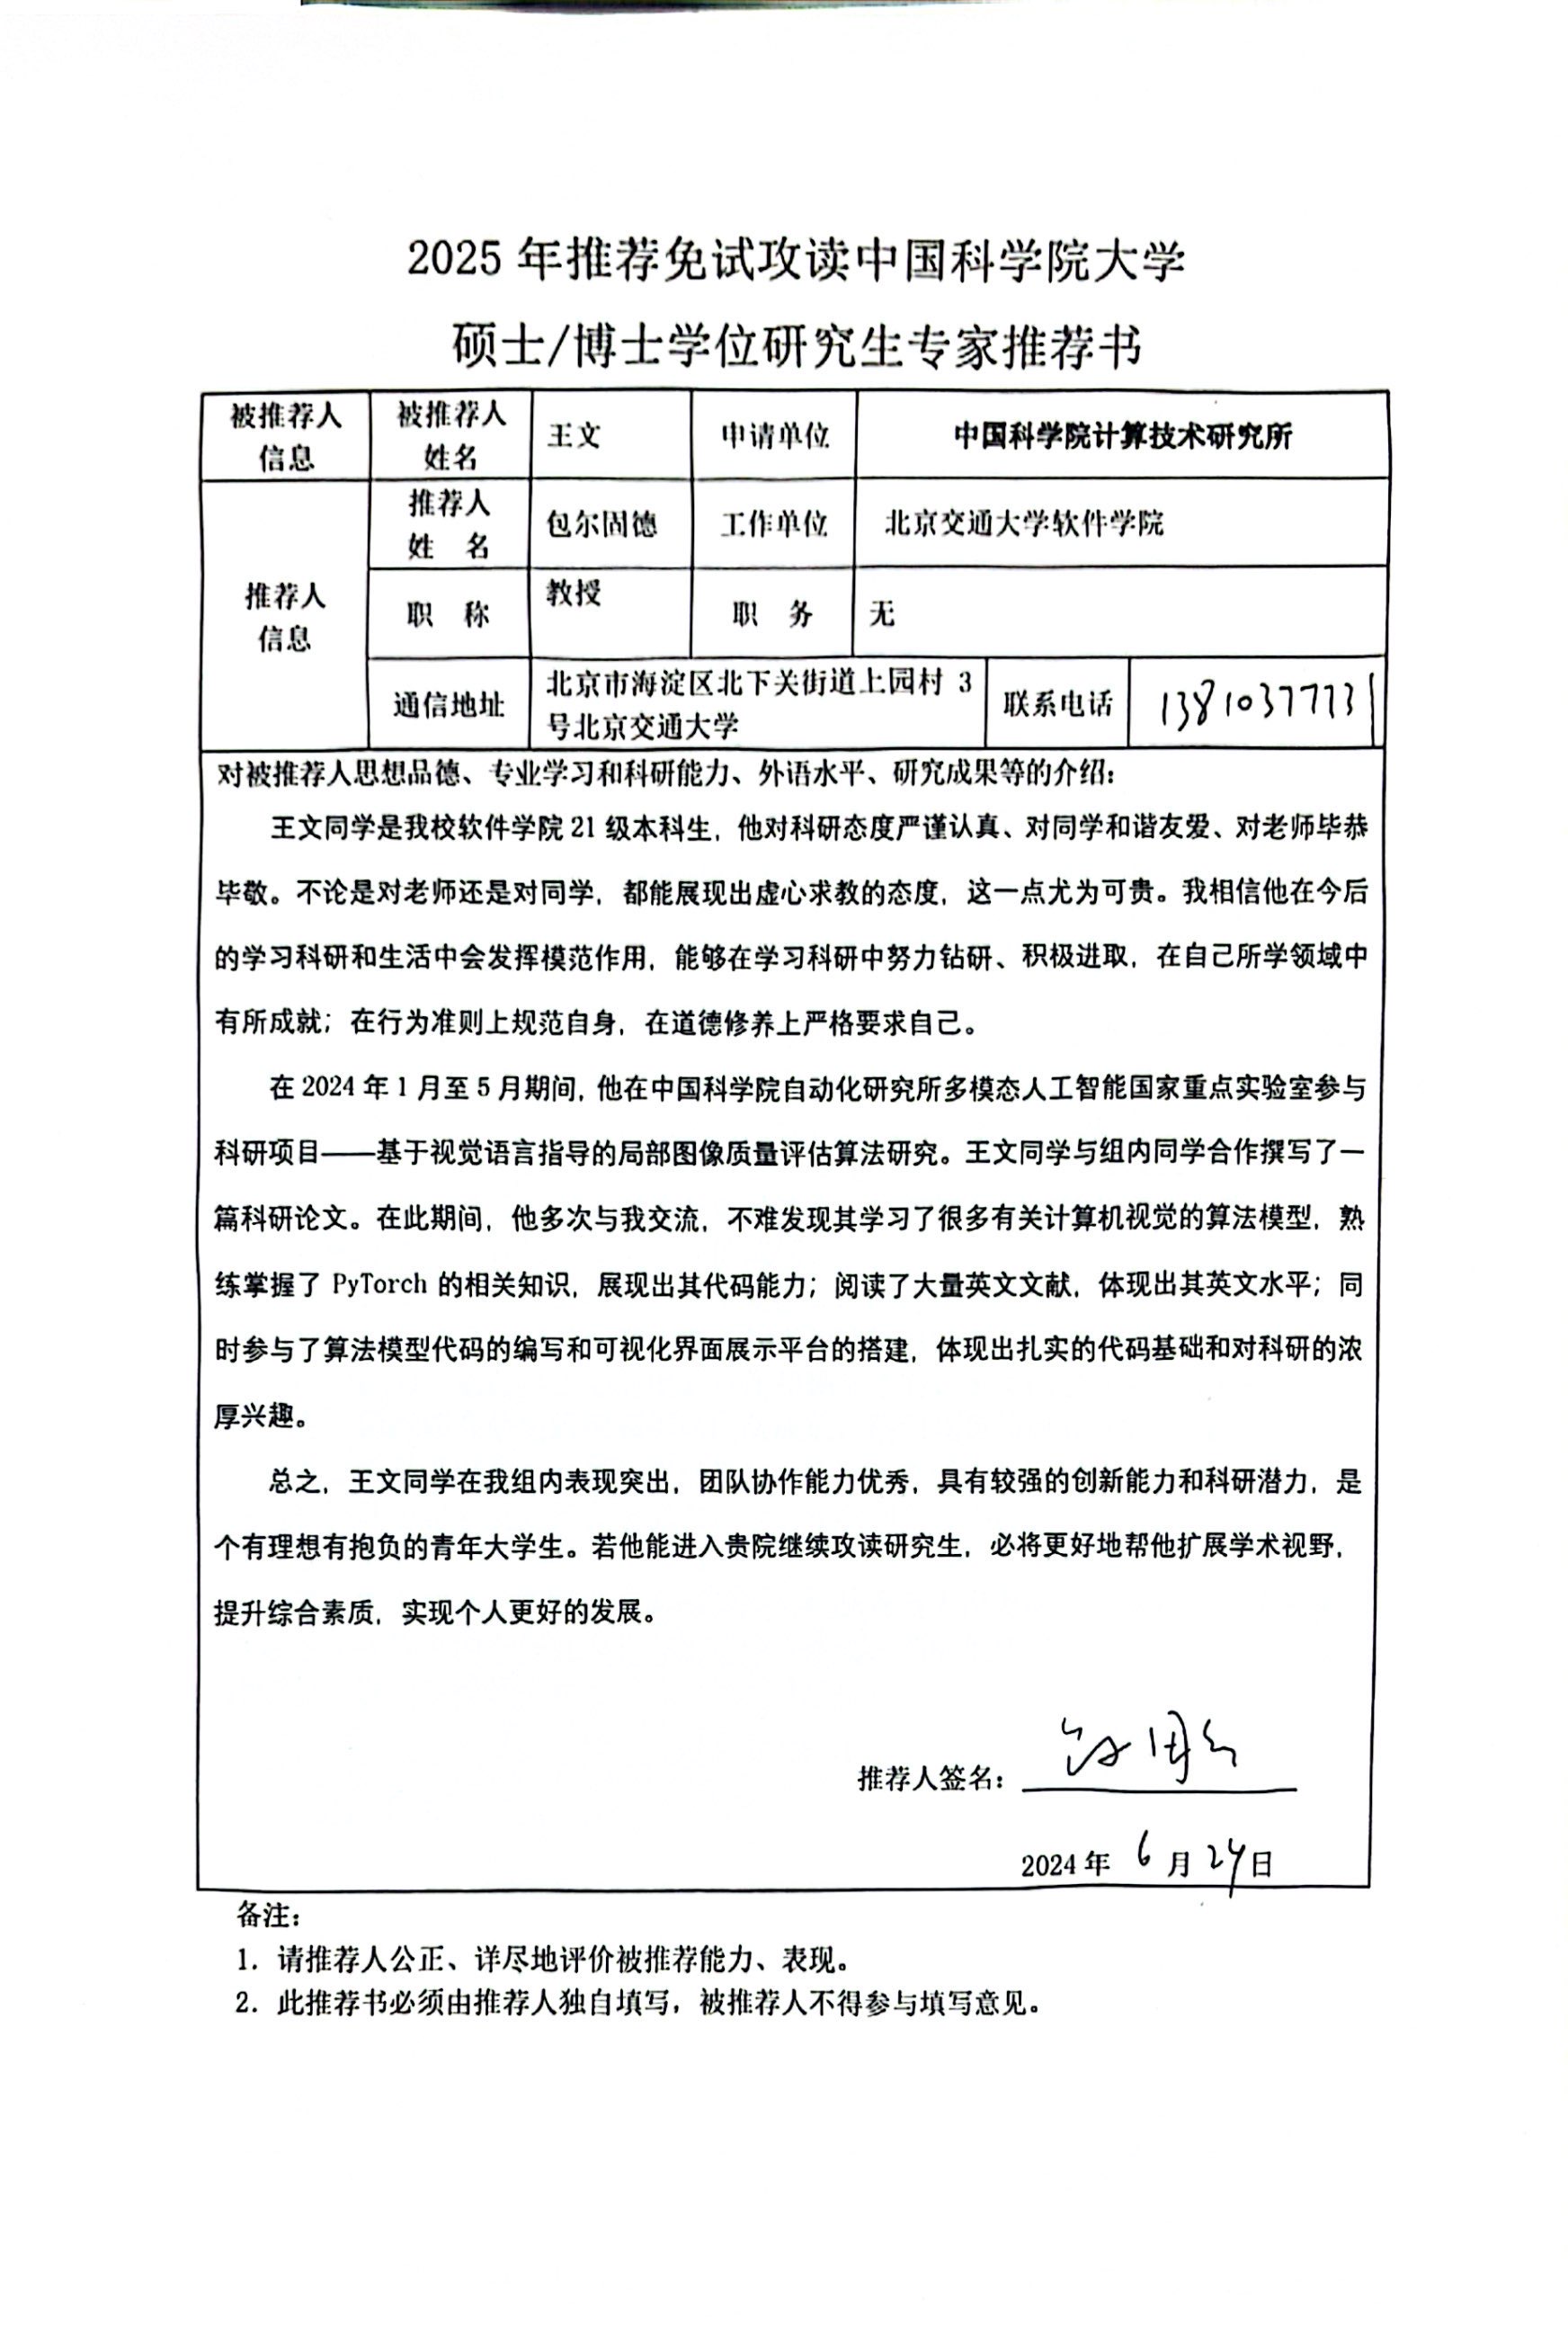 2025 年推荐免试攻读中国科学院大学
硕士/博士学位研究生专家推荐书
被推荐人
信息
被推荐人
姓名
王文
申请单位
中国科学院计算技术研究所
推荐人
信息
推荐人
姓 名
包尔固德
工作单位
北京交通大学软件学院
职 称
教授
职 务
无
通信地址
北京市海淀区北下关街道上园村 3
号北京交通大学
联系电话
13810377731
对被推荐人思想品德、专业学习和科研能力、外语水平、研究成果等的介绍：
王文同学是我校软件学院 21 级本科生，他对科研态度严谨认真、对同学和谐友爱、对老师毕恭
毕敬。不论是对老师还是对同学，都能展现出虚心求教的态度，这一点尤为可贵。我相信他在今后
的学习科研和生活中会发挥模范作用，能够在学习科研中努力钻研、积极进取，在自己所学领域中
有所成就；在行为准则上规范自身，在道德修养上严格要求自己。
在 2024 年 1 月至 5 月期间，他在中国科学院自动化研究所多模态人工智能国家重点实验室参与
科研项目——基于视觉语言指导的局部图像质量评估算法研究。王文同学与组内同学合作撰写了一
篇科研论文。在此期间，他多次与我交流，不难发现其学习了很多有关计算机视觉的算法模型，熟
练掌握了 PyTorch 的相关知识，展现出其代码能力；阅读了大量英文文献，体现出其英文水平；同
时参与了算法模型代码的编写和可视化界面展示平台的搭建，体现出扎实的代码基础和对科研的浓
厚兴趣。
总之，王文同学在我组内表现突出，团队协作能力优秀，具有较强的创新能力和科研潜力，是
个有理想有抱负的青年大学生。若他能进入贵院继续攻读研究生，必将更好地帮他扩展学术视野，
提升综合素质，实现个人更好的发展。
推荐人签名：
2024 年 6 月 24 日
备注：
1. 请推荐人公正、详尽地评价被推荐能力、表现。
2. 此推荐书必须由推荐人独自填写，被推荐人不得参与填写意见。